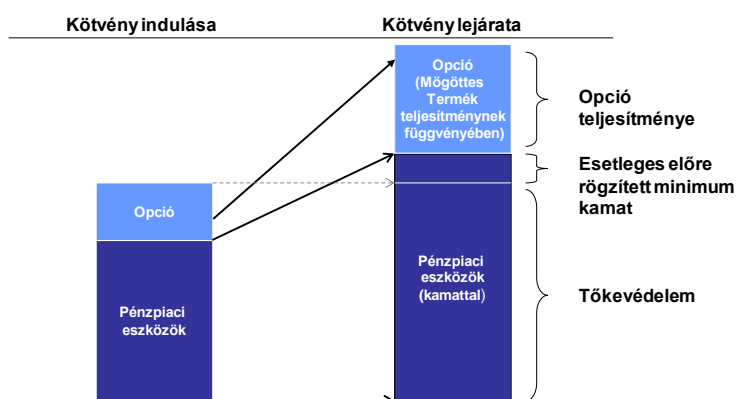 Kötvény indulása
Kötvény lejárata
Opció
(Mögöttes
Termék
teljesítménynek
függvényében)
Opció
teljesítménye
Esetleges előre
rögzített minimum
kamat
Opció
Pénzpiaci
eszközök
(kamattal)
Tőkevédelem
Pénzpiaci
eszközök